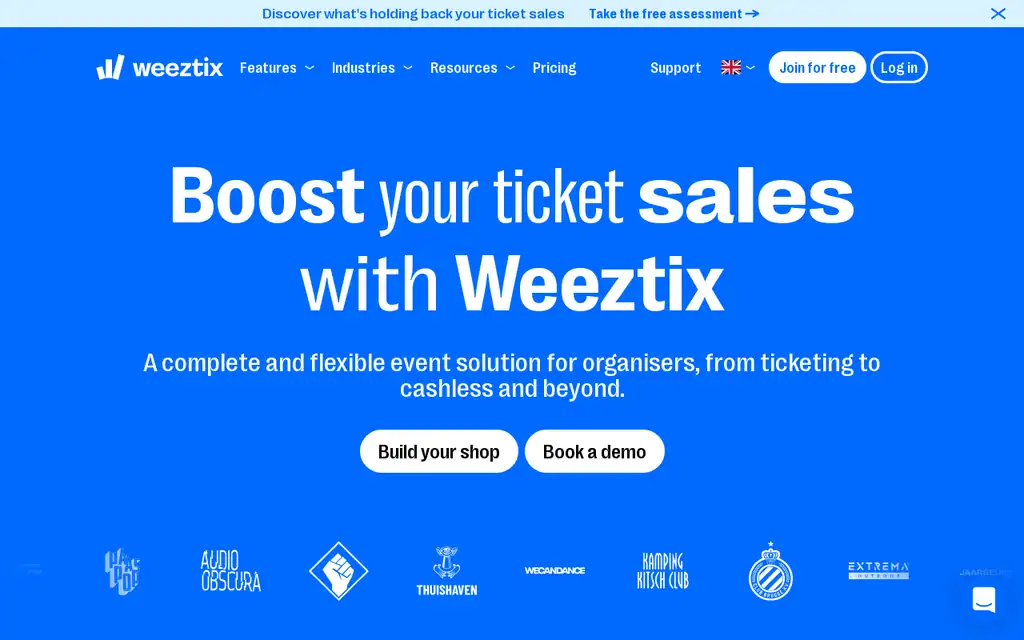 Discover what's holding back your ticket sales Take the free assessment →
weeztix Features Industries Resources Pricing Support Join for free Log in
Boost your ticket sales
with Weeztix
A complete and flexible event solution for organisers, from ticketing to
cashless and beyond.
Build your shop Book a demo
AUDIO
OBSCURA
THUISHAVEN
WECANDANCE
KAMPING
KITSCH CLUB
EXTREMA
OUTDOOR